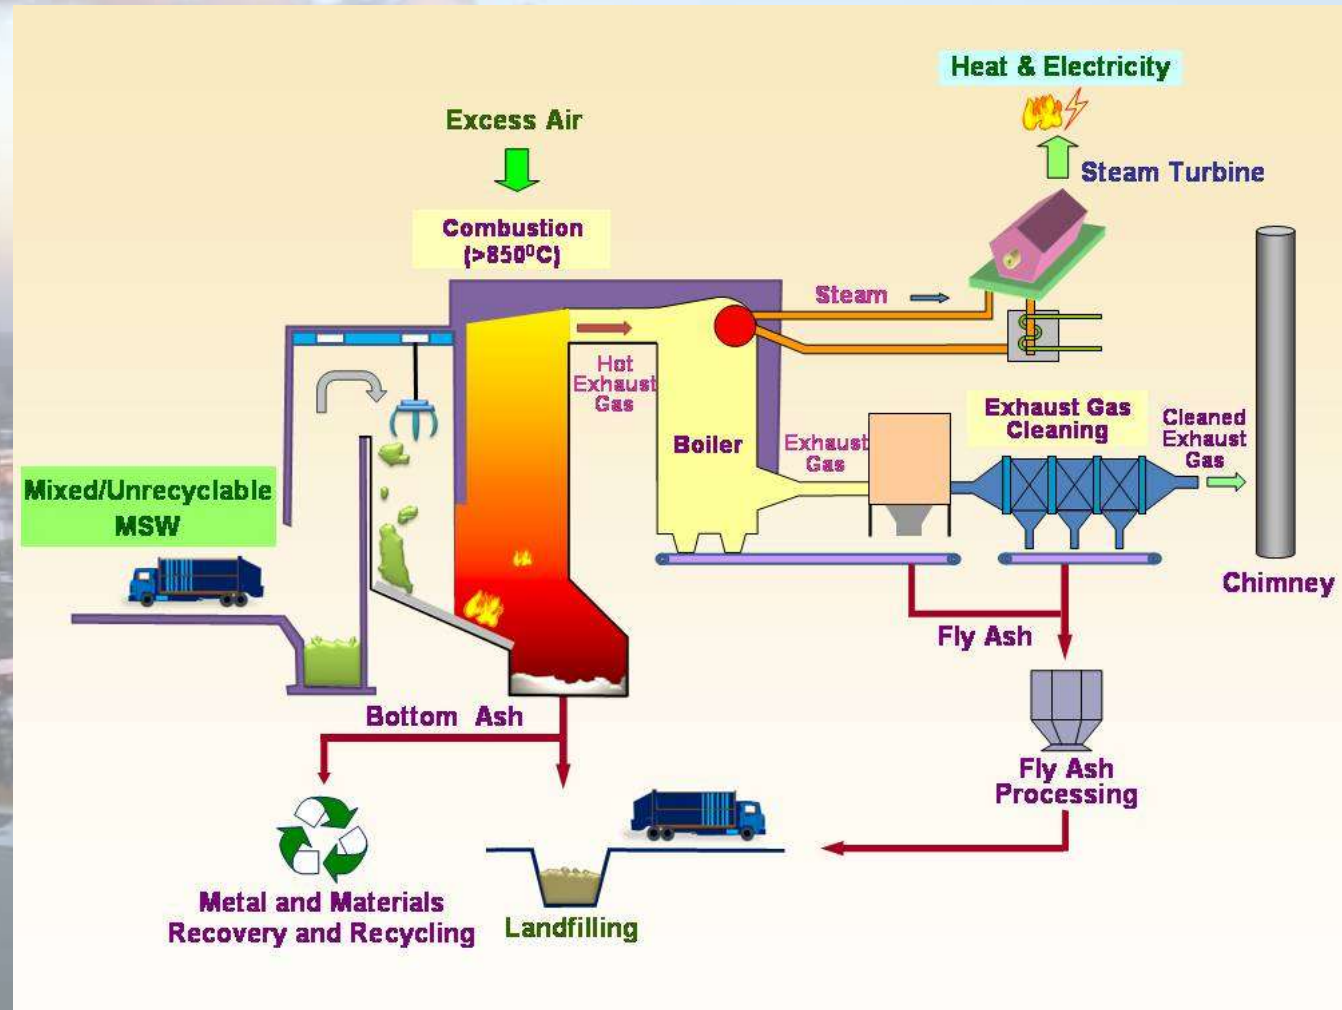 Heat & Electricity
Excess Air
Steam Turbine
Combustion
(>850⁰C)
Steam
Hot
Exhaust
Gas
Exhaust Gas
Cleaning
Cleaned
Exhaust
Gas
Boiler
Exhaust
Gas
Mixed/Unrecyclable
MSW
Chimney
Fly Ash
Bottom Ash
Fly Ash
Processing
Metal and Materials
Recovery and Recycling
Landfilling